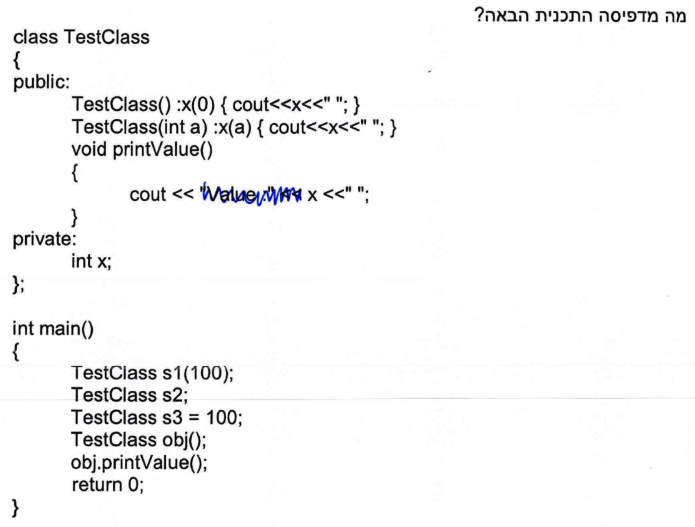 מה מדפיסה התכנית הבאה?
class TestClass
{
public:
TestClass() :x(0) { cout<<x<<" "; }
TestClass(int a) :x(a) { cout<<x<<" "; }
void printValue()
{
cout << "Value :" << x <<" ";
}
private:
int x;
};
int main()
{
TestClass s1(100);
TestClass s2;
TestClass s3 = 100;
TestClass obj();
obj.printValue();
return 0;
}